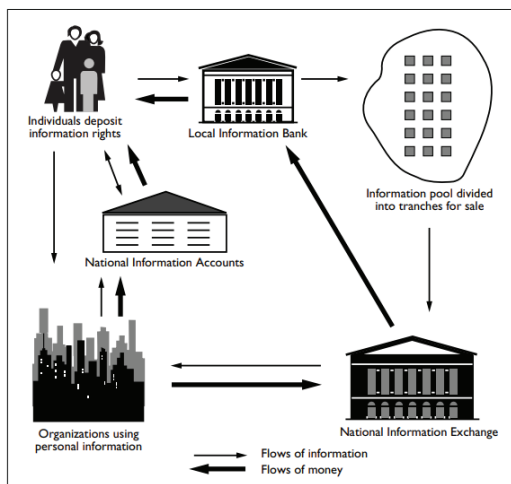 Individuals deposit
information rights
Local Information Bank
Information pool divided
into tranches for sale
National Information Accounts
Organizations using
personal information
National Information Exchange
Flows of information
Flows of money